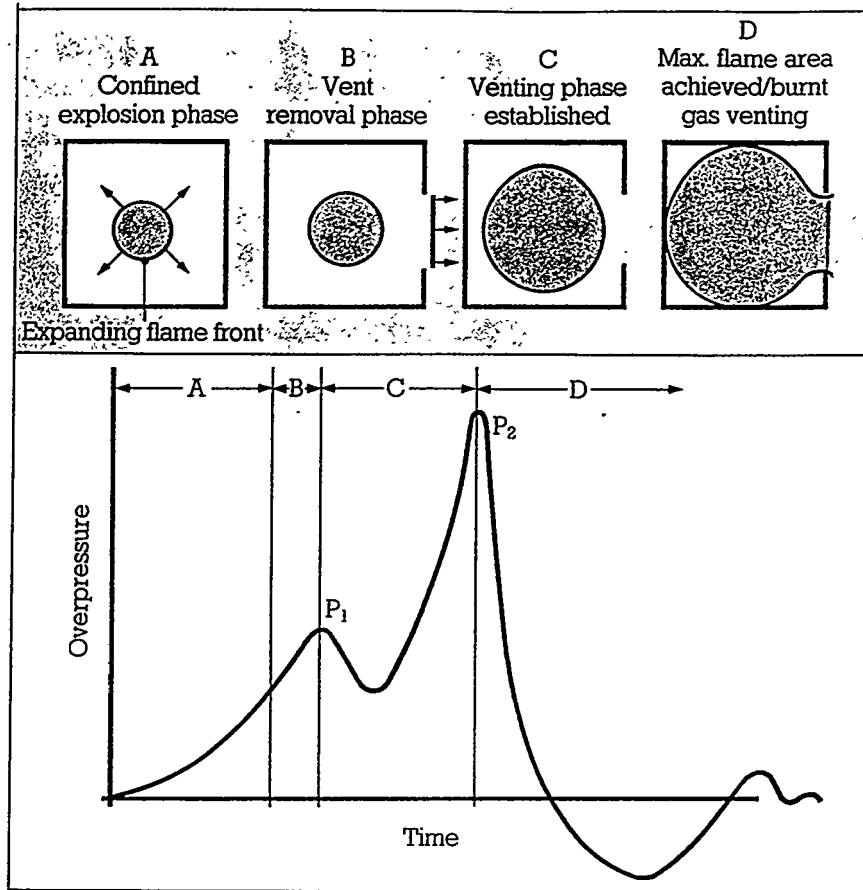 A
Confined
explosion phase
B
Vent
removal phase
C
Venting phase
established
D
Max. flame area
achieved/burnt
gas venting
Expanding flame front
A
B
C
D
P₁
P₂
Overpressure
Time